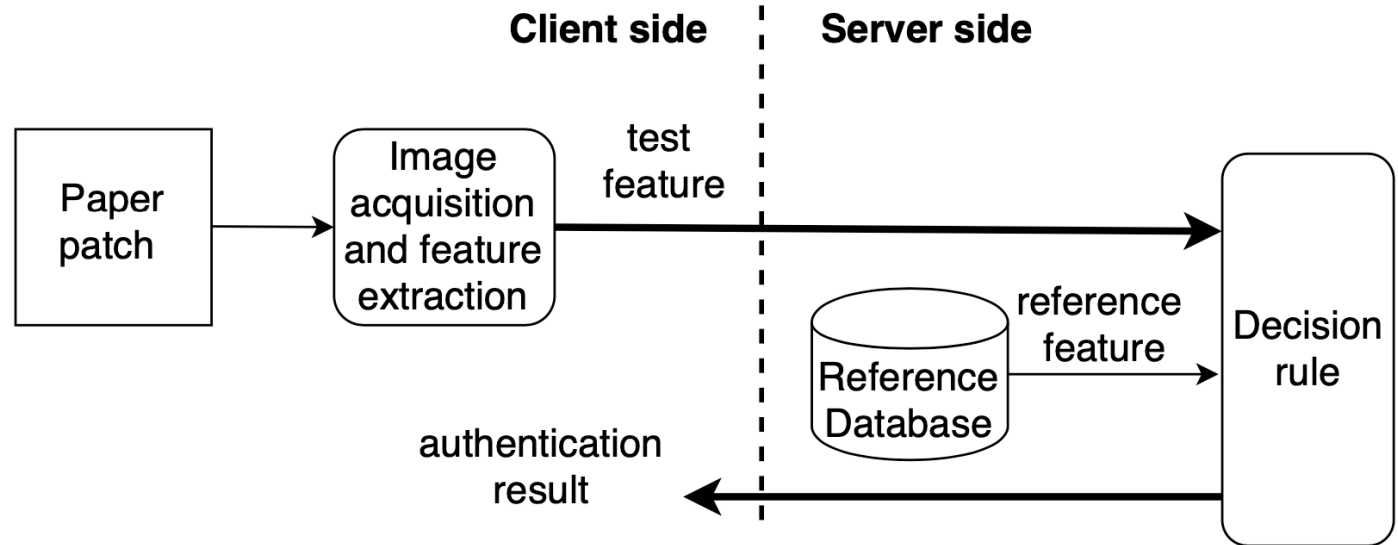 Client side
Server side
Paper
patch
Image
acquisition
and feature
extraction
test
feature
reference
feature
Reference
Database
Decision
rule
authentication
result